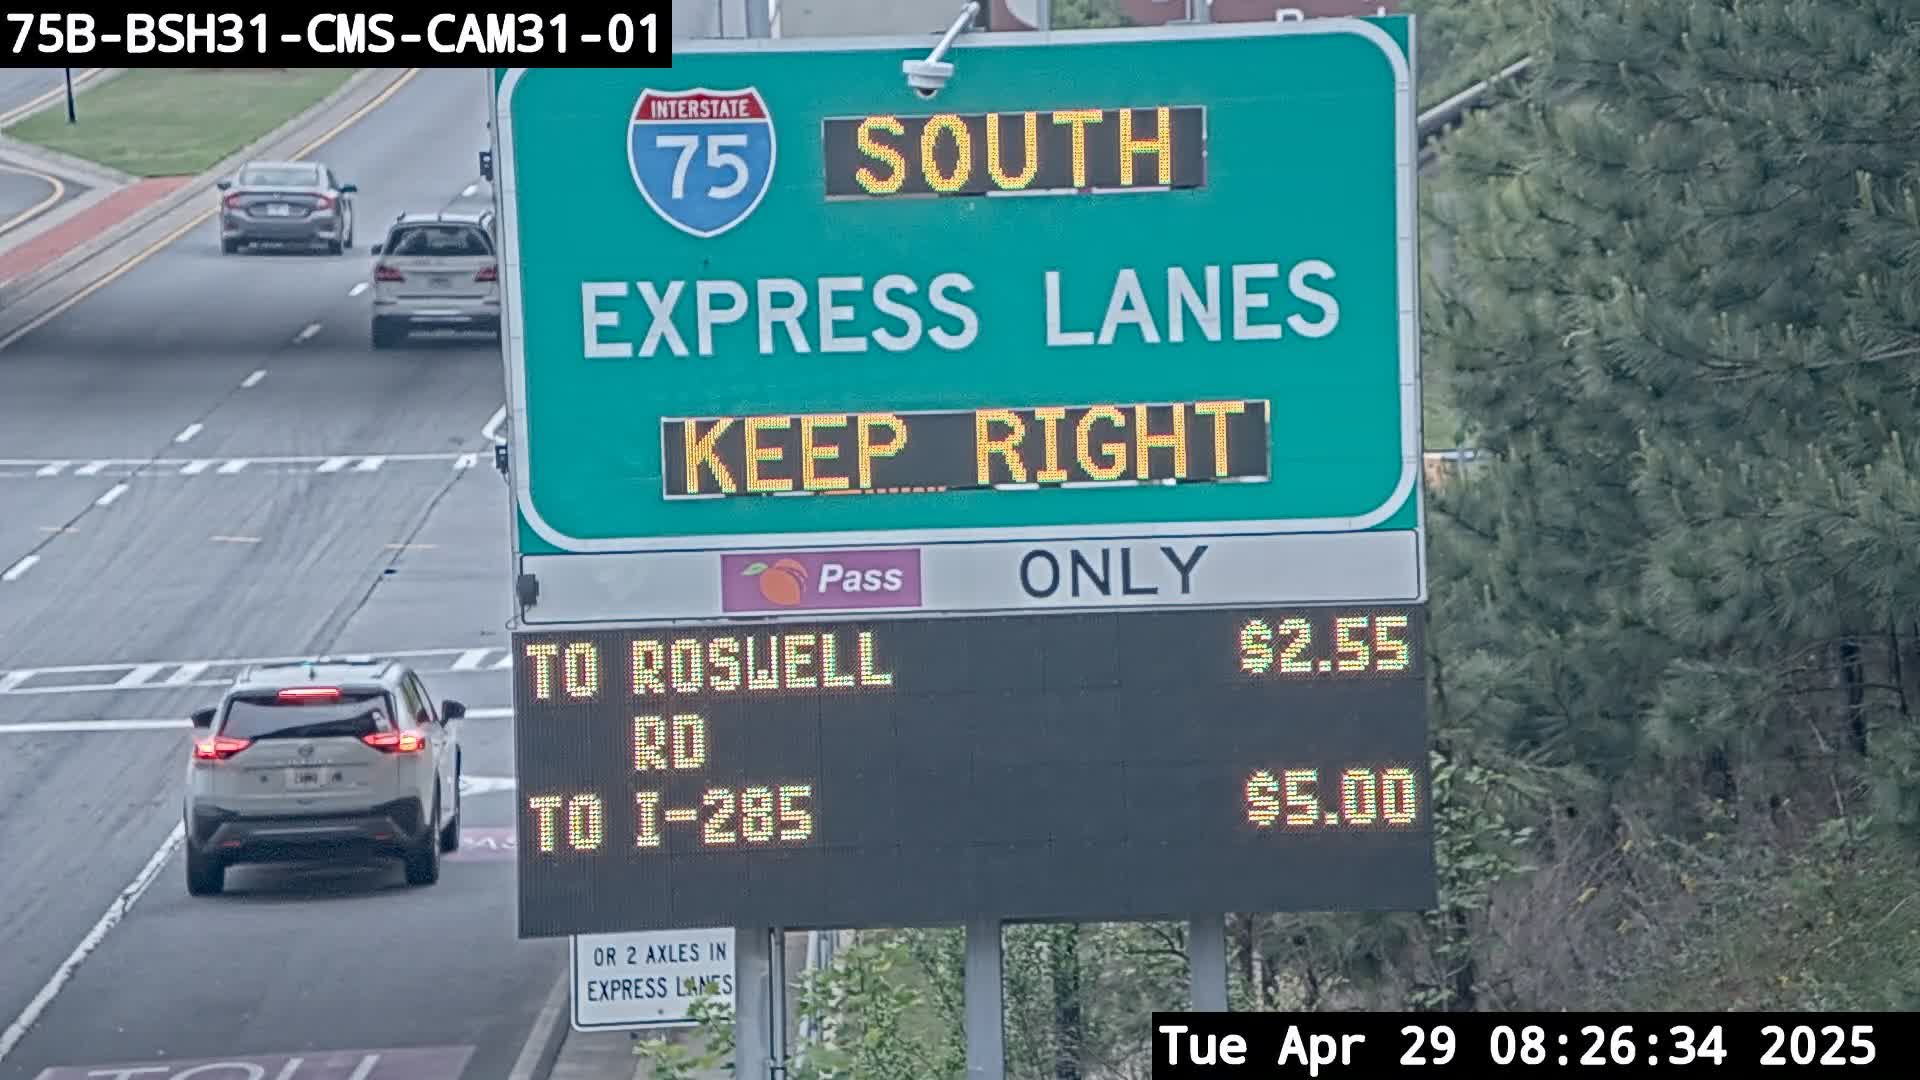 75B-BSH31-CMS-CAM31-01
INTERSTATE
75
SOUTH
EXPRESS LANES
KEEP RIGHT
Pass
ONLY
TO ROSWELL $2.55
RD
TO I-285 $5.00
OR 2 AXLES IN
EXPRESS LANES
TOLL
Tue Apr 29 08:26:34 2025